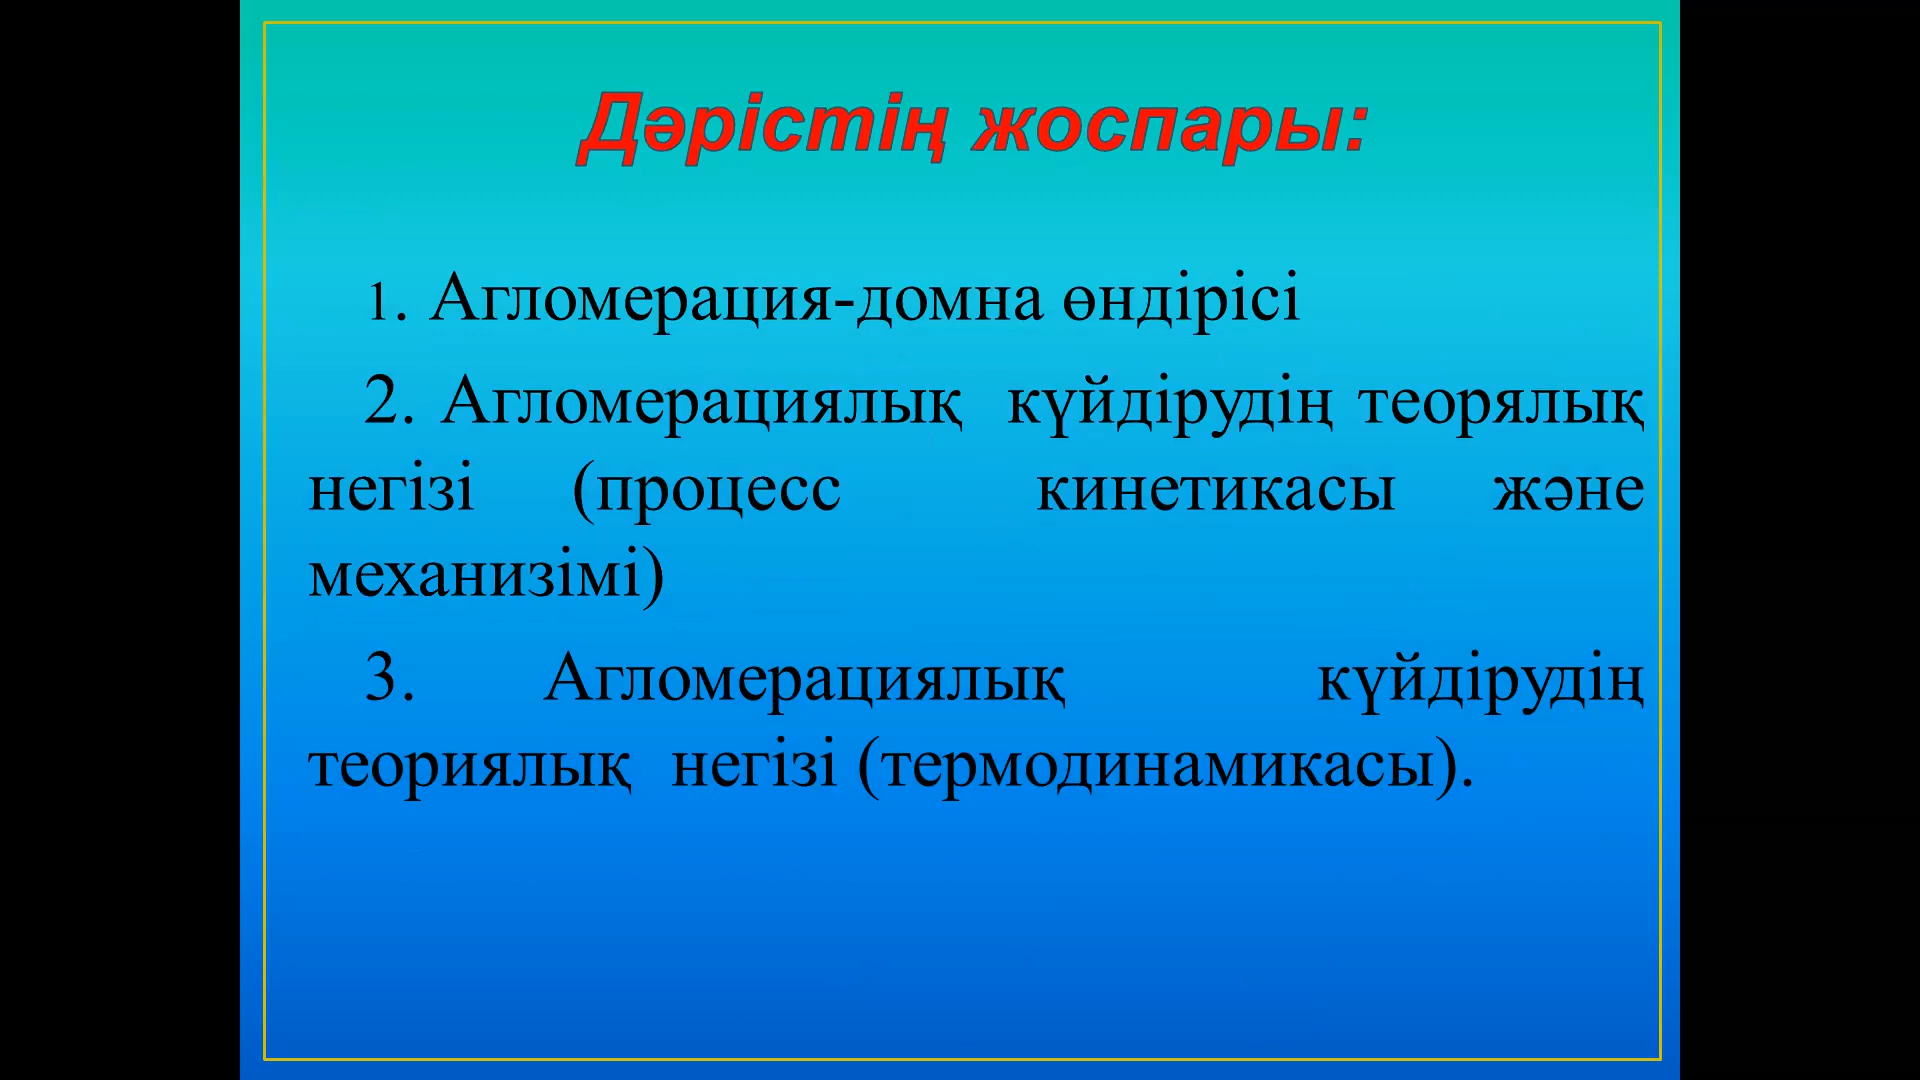 Дәрістің жоспары:
1. Агломерация-домна өндірісі
2. Агломерациялық күйдірудің теорялық
негізі (процесс кинетикасы және
механизімі)
3. Агломерациялық күйдірудің
теориялық негізі (термодинамикасы).